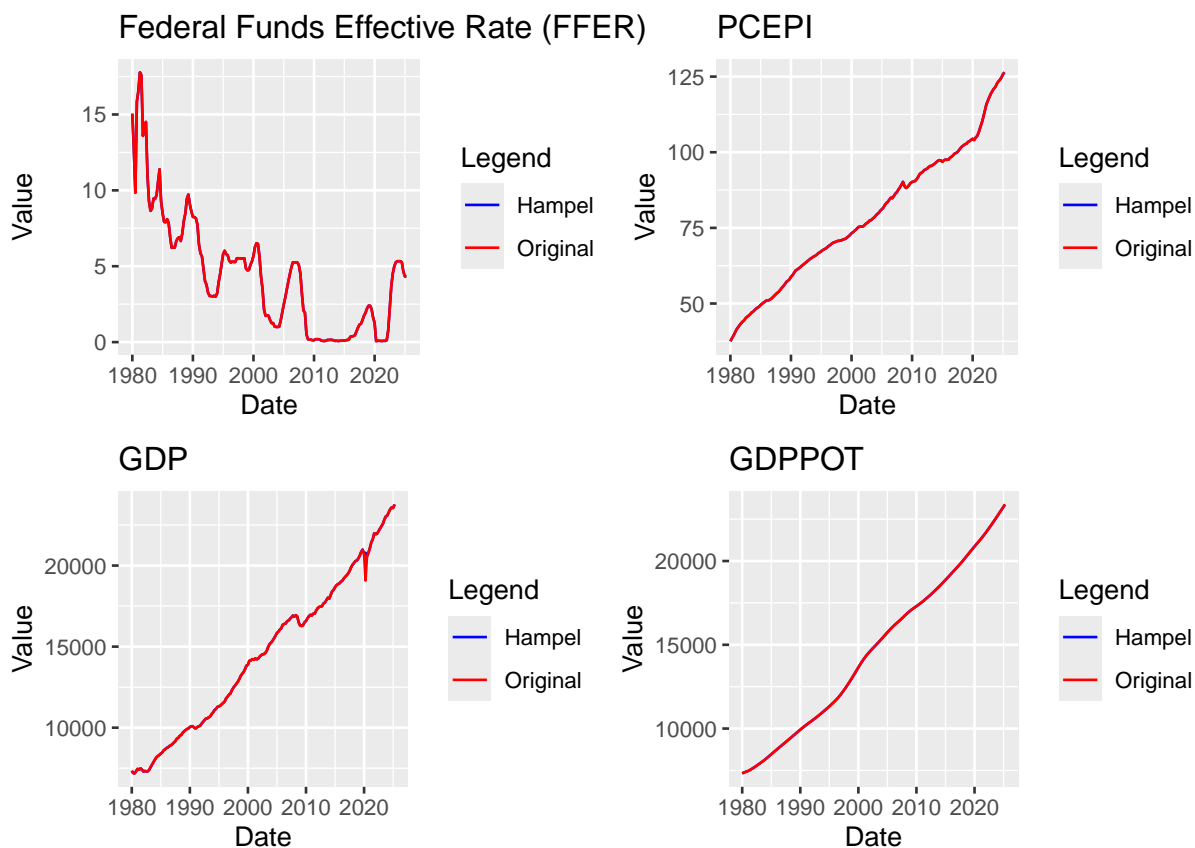 Federal Funds Effective Rate (FFER)
Value
15
10
5
0
1980 1990 2000 2010 2020
Date
Legend
Hampel
Original
PCEPI
Value
125
100
75
50
1980 1990 2000 2010 2020
Date
Legend
Hampel
Original
GDP
Value
20000
15000
10000
1980 1990 2000 2010 2020
Date
Legend
Hampel
Original
GDPPOT
Value
20000
15000
10000
1980 1990 2000 2010 2020
Date
Legend
Hampel
Original